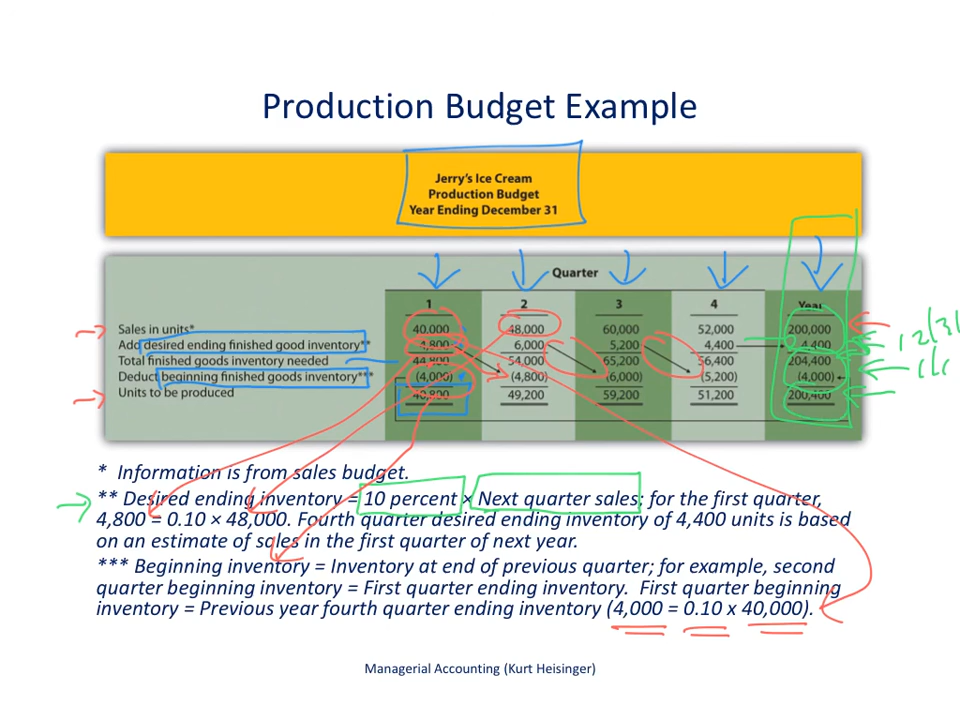 Production Budget Example
Jerry's Ice Cream
Production Budget
Year Ending December 31
Quarter
1 2 3 4 Year
Sales in units* 40,000 48,000 60,000 52,000 200,000
Add desired ending finished good inventory** 4,800 6,000 5,200 4,400 4,400
Total finished goods inventory needed 44,800 54,000 65,200 56,400 204,400
Deduct beginning finished goods inventory*** (4,000) (4,800) (6,000) (5,200) (4,000)
Units to be produced 40,800 49,200 59,200 51,200 200,400
12/31
* Information is from sales budget.
** Desired ending inventory = 10 percent × Next quarter sales; for the first quarter,
4,800 = 0.10 × 48,000. Fourth quarter desired ending inventory of 4,400 units is based
on an estimate of sales in the first quarter of next year.
*** Beginning inventory = Inventory at end of previous quarter; for example, second
quarter beginning inventory = First quarter ending inventory. First quarter beginning
inventory = Previous year fourth quarter ending inventory (4,000 = 0.10 x 40,000).
Managerial Accounting (Kurt Heisinger)